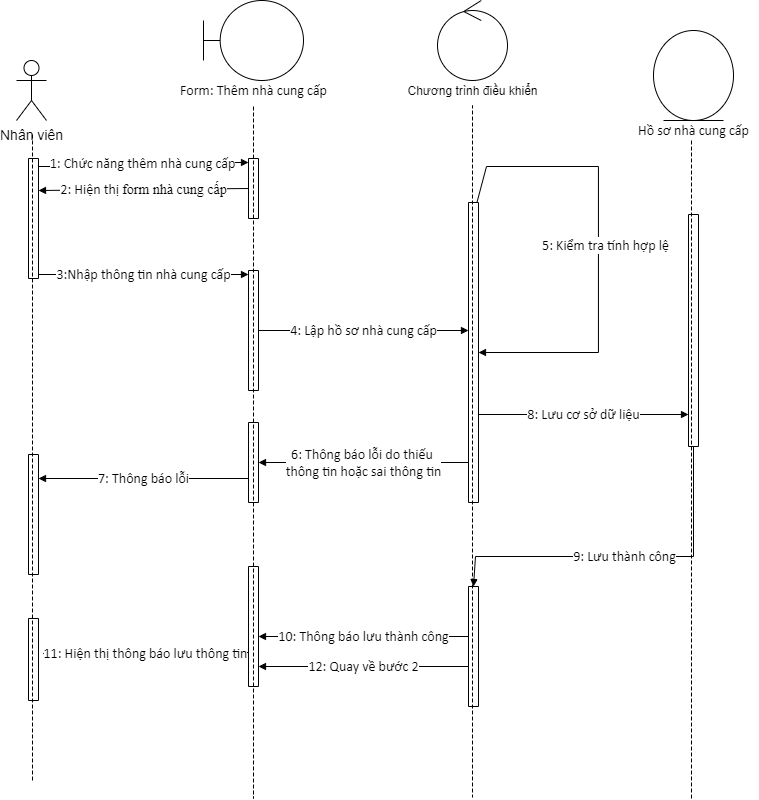 Form: Thêm nhà cung cấp
Chương trình điều khiển
Hồ sơ nhà cung cấp
Nhân viên
1: Chức năng thêm nhà cung cấp
2: Hiện thị form nhà cung cấp
5: Kiểm tra tính hợp lệ
3:Nhập thông tin nhà cung cấp
4: Lập hồ sơ nhà cung cấp
8: Lưu cơ sở dữ liệu
6: Thông báo lỗi do thiếu
thông tin hoặc sai thông tin
7: Thông báo lỗi
9: Lưu thành công
10: Thông báo lưu thành công
11: Hiện thị thông báo lưu thông tin
12: Quay về bước 2